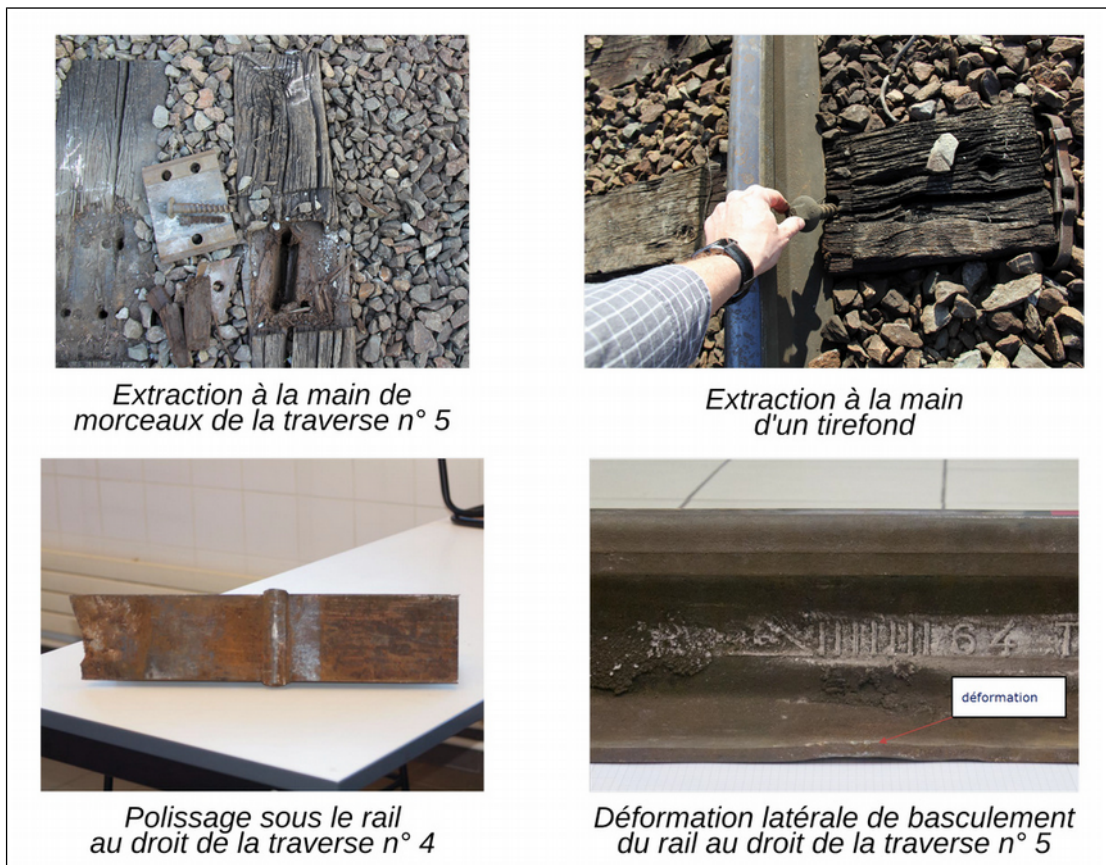 Extraction à la main de
morceaux de la traverse n° 5
Extraction à la main
d'un tirefond
64 T
déformation
Polissage sous le rail
au droit de la traverse n° 4
Déformation latérale de basculement
du rail au droit de la traverse n° 5